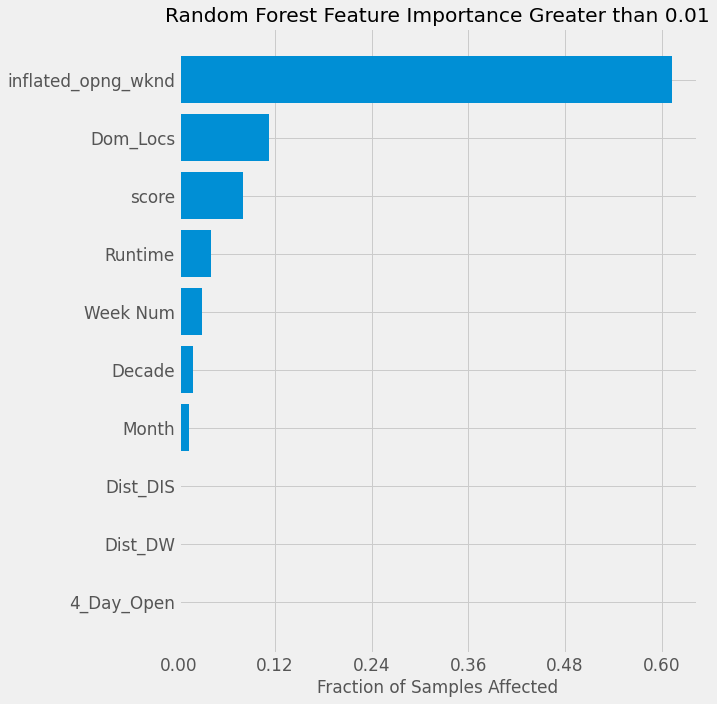 Random Forest Feature Importance Greater than 0.01
inflated_opng_wknd
Dom_Locs
score
Runtime
Week Num
Decade
Month
Dist_DIS
Dist_DW
4_Day_Open
0.00 0.12 0.24 0.36 0.48 0.60
Fraction of Samples Affected